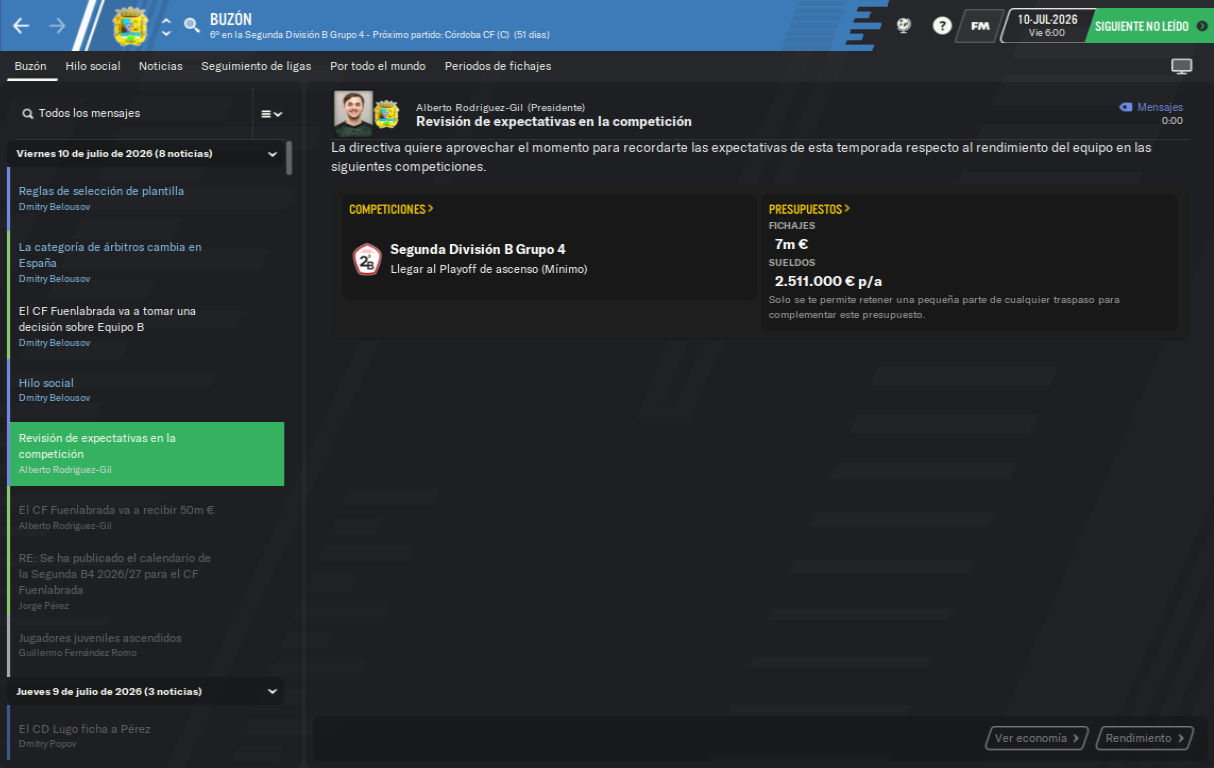 BUZÓN
6º en la Segunda División B Grupo 4 - Próximo partido: Córdoba CF (C) (51 días)
?
FM
10-JUL-2026
Vie 6:00
SIGUIENTE NO LEÍDO
Buzón
Hilo social
Noticias
Seguimiento de ligas
Por todo el mundo
Periodos de fichajes
Todos los mensajes
Viernes 10 de julio de 2026 (8 noticias)
Reglas de selección de plantilla
Dmitry Belousov
La categoría de árbitros cambia en
España
Dmitry Belousov
El CF Fuenlabrada va a tomar una
decisión sobre Equipo B
Dmitry Belousov
Hilo social
Dmitry Belousov
Revisión de expectativas en la
competición
Alberto Rodríguez-Gil
El CF Fuenlabrada va a recibir 50m €
Alberto Rodríguez-Gil
RE: Se ha publicado el calendario de
la Segunda B4 2026/27 para el CF
Fuenlabrada
Jorge Pérez
Jugadores juveniles ascendidos
Guillermo Fernández Romo
Jueves 9 de julio de 2026 (3 noticias)
El CD Lugo ficha a Pérez
Dmitry Popov
Alberto Rodríguez-Gil (Presidente)
Revisión de expectativas en la competición
Mensajes
0:00
La directiva quiere aprovechar el momento para recordarte las expectativas de esta temporada respecto al rendimiento del equipo en las
siguientes competiciones.
COMPETICIONES >
2ªB
Segunda División B Grupo 4
Llegar al Playoff de ascenso (Mínimo)
PRESUPUESTOS >
FICHAJES
7m €
SUELDOS
2.511.000 € p/a
Solo se te permite retener una pequeña parte de cualquier traspaso para
complementar este presupuesto.
Ver economía >
Rendimiento >